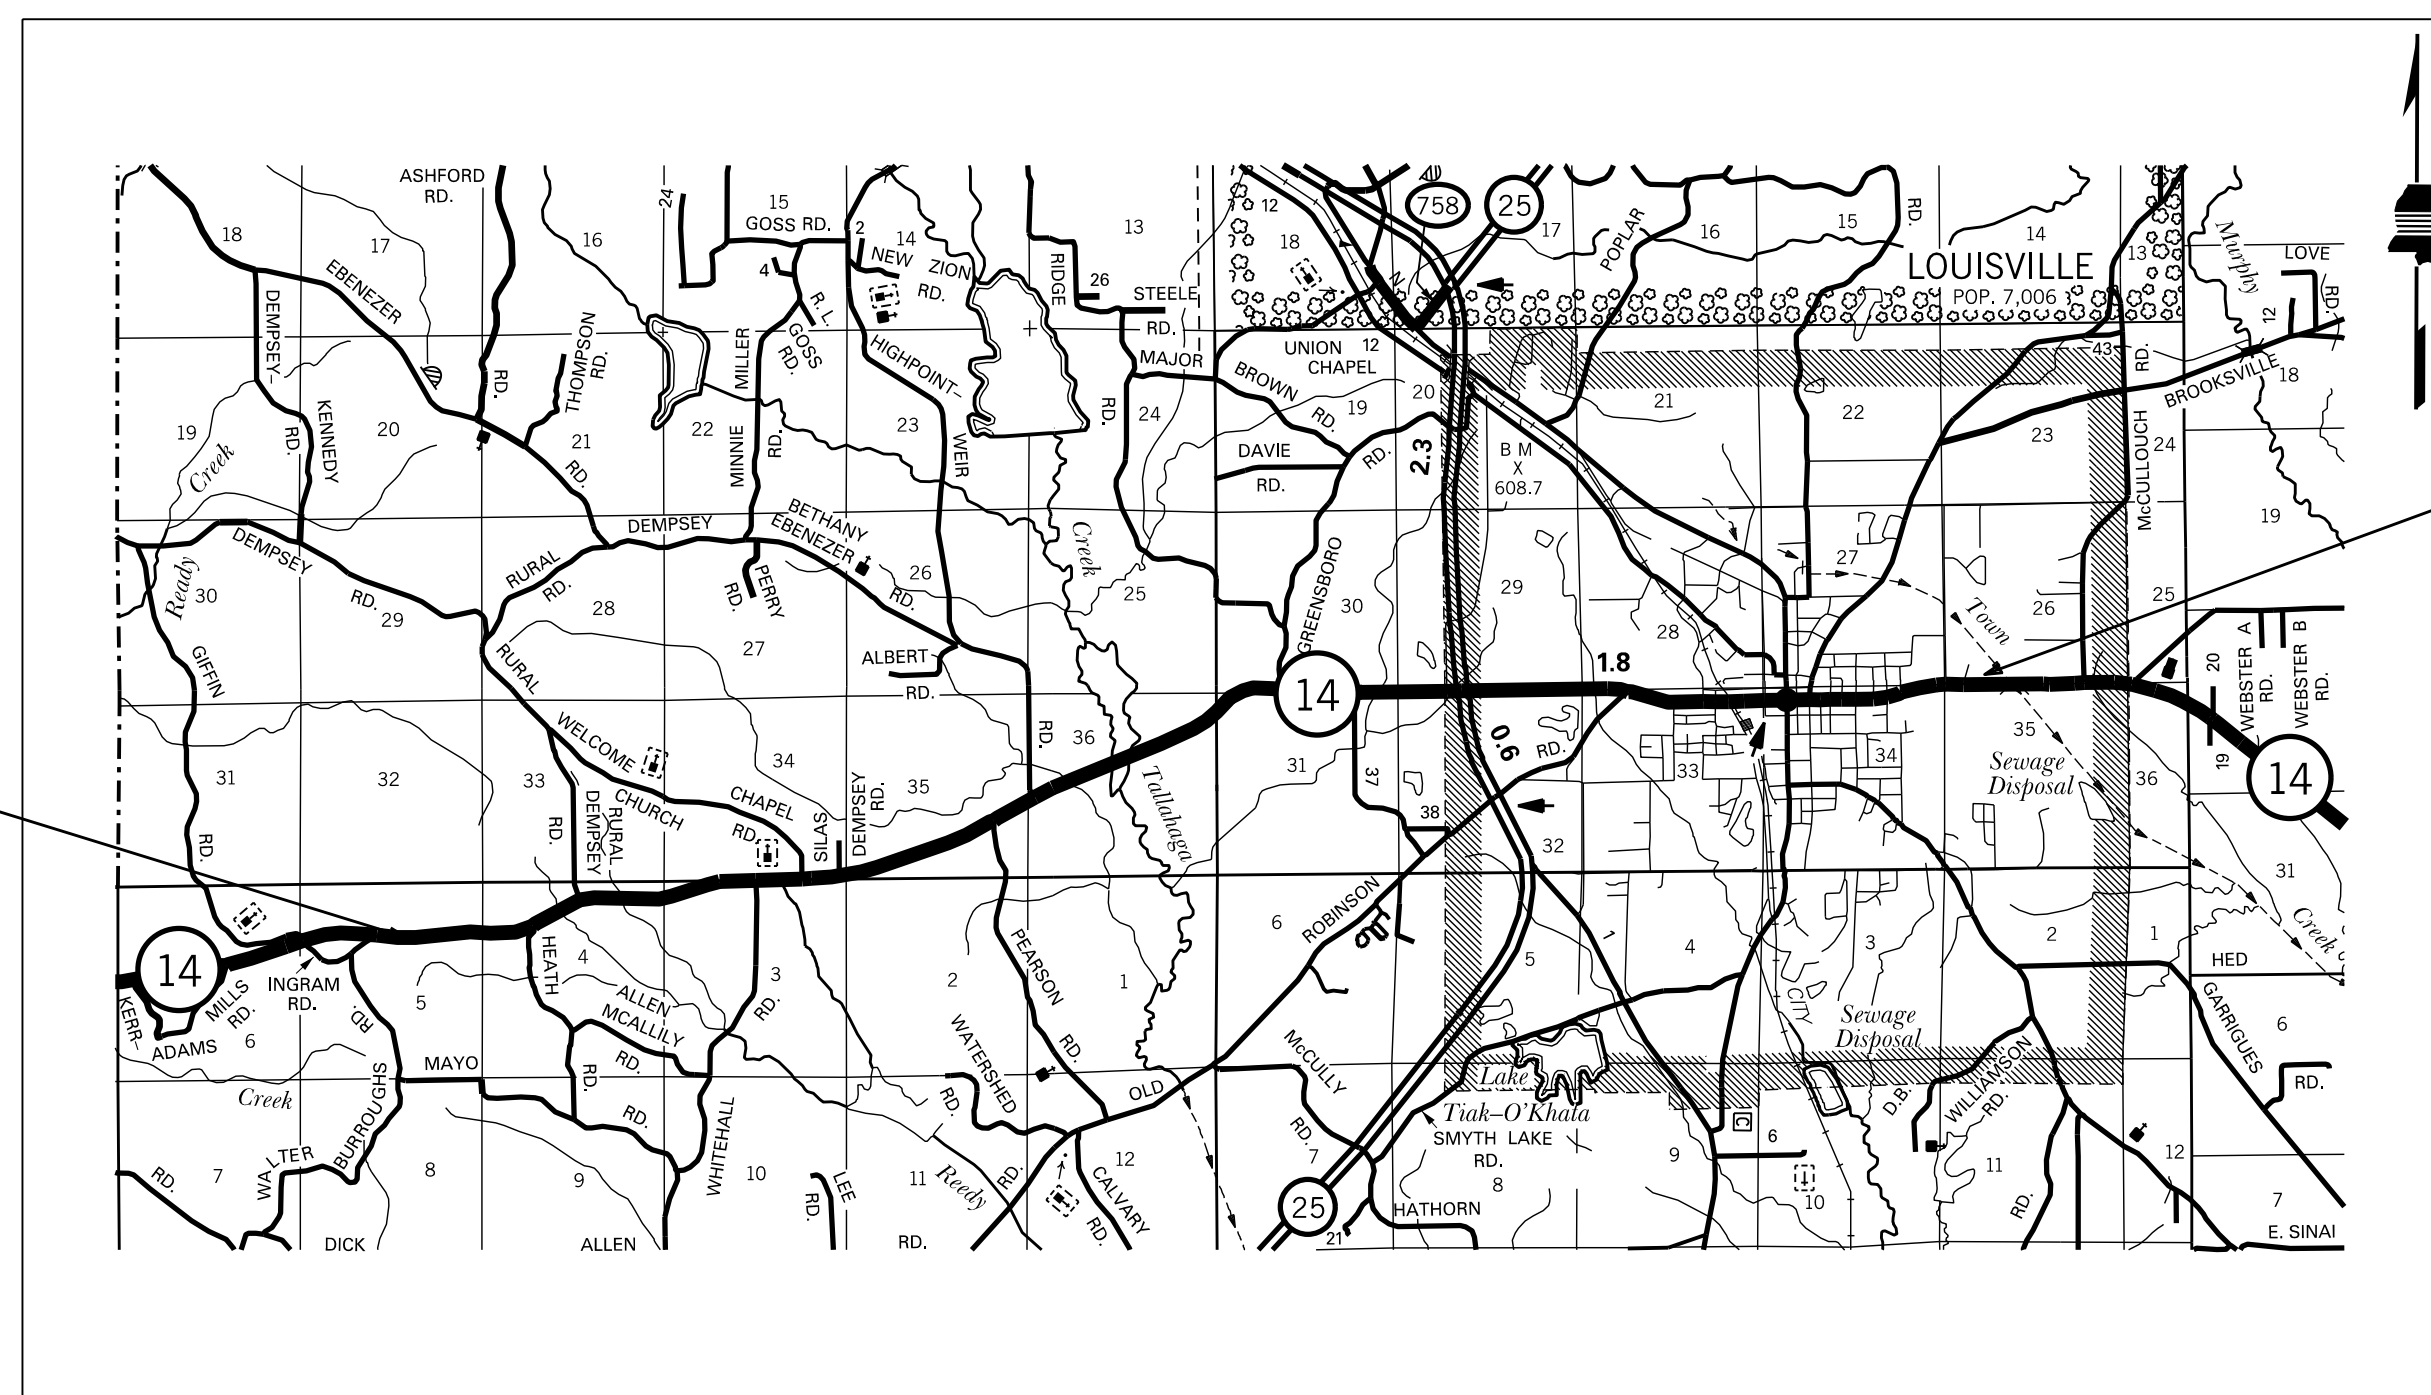 ASHFORD
RD.
24
15
GOSS RD.
2
14
NEW ZION
RD.
13
12
18
758
25
17
POPLAR
16
15
RD.
14
13
Murphy
LOVE
RD.
LOUISVILLE
POP. 7,006
18
17
16
4
R. L.
GOSS
RD.
RIDGE
26
STEELE
RD.
N
12
EBENEZER
DEMPSEY-
KENNEDY
RD.
THOMPSON
RD.
RD.
MILLER
MINNIE
RD.
HIGHPOINT-
WEIR
MAJOR
RD.
UNION
CHAPEL
12
BROWN
RD.
43
RD.
BROOKSVILLE
18
19
Creek
20
21
22
23
24
19
20
21
22
23
24
DAVIE
RD.
RD.
2.3
B M
X
608.7
McCULLOUCH
19
RD.
DEMPSEY
RD.
RURAL
RD.
DEMPSEY
BETHANY
EBENEZER
RD.
PERRY
RD.
Creek
GREENSBORO
Ready
30
29
28
27
26
25
30
29
28
27
26
25
Town
GIFFIN
RD.
RURAL
ALBERT
RD.
RD.
14
1.8
0.6
RD.
20
WEBSTER A
RD.
WEBSTER B
RD.
19
14
WELCOME
CHURCH
CHAPEL
RD.
31
32
33
34
35
36
31
37
38
32
33
34
35
36
31
RD.
DEMPSEY
RURAL
SILAS
DEMPSEY
RD.
Tallahaga
Sewage
Disposal
Creek
14
KERR-
ADAMS
MILLS
RD.
INGRAM
RD.
RD.
6
5
4
3
2
1
6
5
4
3
2
1
6
HEATH
RD.
ALLEN
MCALLILY
RD.
RD.
PEARSON
RD.
ROBINSON
1
CITY
Sewage
Disposal
HED
GARRIGUES
RD.
Creek
MAYO
RD.
BURROUGHS
WALTER
RD.
WHITEHALL
WATERSHED
RD.
OLD
RD.
McCULLY
RD.
Lake
Tiak–O'Khata
SMYTH LAKE
RD.
C
6
D.B.
WILLIAMSON
RD.
7
8
9
10
11
12
7
8
9
10
11
12
7
LEE
RD.
Reedy
CALVARY
RD.
25
21
HATHORN
RD.
DICK
ALLEN
RD.
E. SINAI